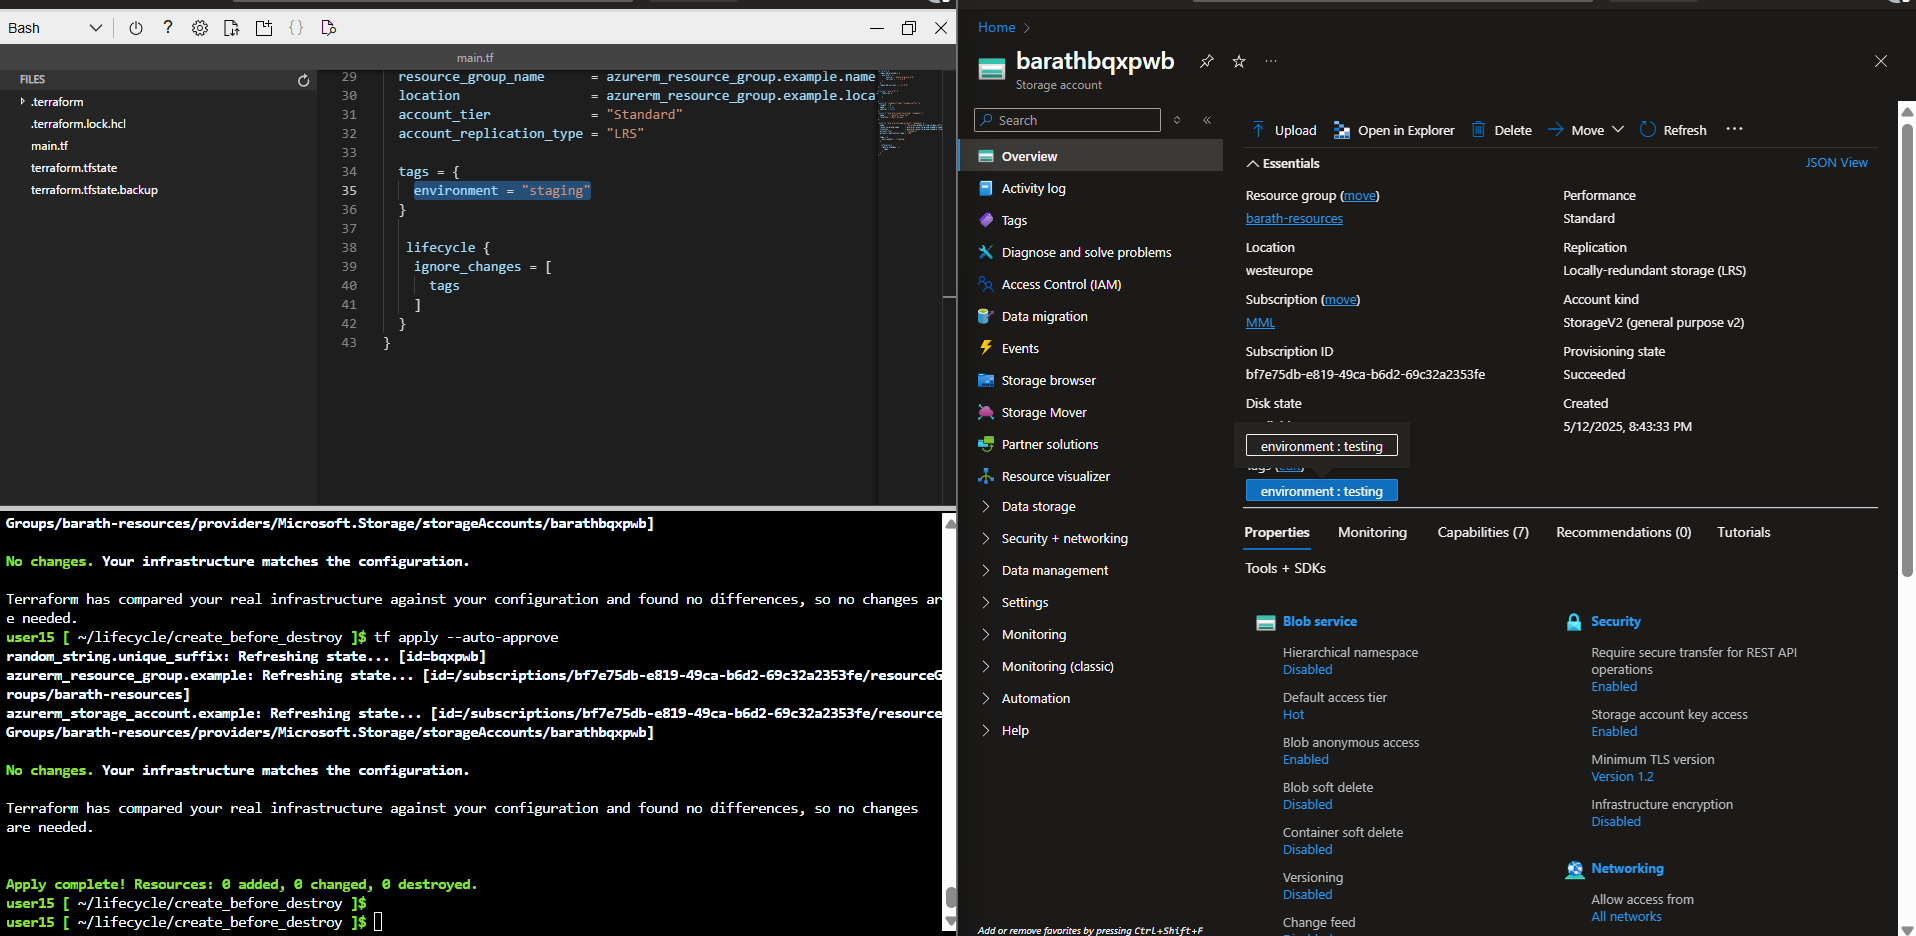 Bash
main.tf
FILES
.terraform
.terraform.lock.hcl
main.tf
terraform.tfstate
terraform.tfstate.backup
29 resource_group_name = azurerm_resource_group.example.name
30 location = azurerm_resource_group.example.loca
31 account_tier = "Standard"
32 account_replication_type = "LRS"
33
34 tags = {
35 environment = "staging"
36 }
37
38 lifecycle {
39 ignore_changes = [
40 tags
41 ]
42 }
43 }
Groups/barath-resources/providers/Microsoft.Storage/storageAccounts/barathbqxpwb]
No changes. Your infrastructure matches the configuration.
Terraform has compared your real infrastructure against your configuration and found no differences, so no changes ar
e needed.
user15 [ ~/lifecycle/create_before_destroy ]$ tf apply --auto-approve
random_string.unique_suffix: Refreshing state... [id=bqxpwb]
azurerm_resource_group.example: Refreshing state... [id=/subscriptions/bf7e75db-e819-49ca-b6d2-69c32a2353fe/resourceG
roups/barath-resources]
azurerm_storage_account.example: Refreshing state... [id=/subscriptions/bf7e75db-e819-49ca-b6d2-69c32a2353fe/resource
Groups/barath-resources/providers/Microsoft.Storage/storageAccounts/barathbqxpwb]
No changes. Your infrastructure matches the configuration.
Terraform has compared your real infrastructure against your configuration and found no differences, so no changes
are needed.
Apply complete! Resources: 0 added, 0 changed, 0 destroyed.
user15 [ ~/lifecycle/create_before_destroy ]$
user15 [ ~/lifecycle/create_before_destroy ]$
Home
barathbqxpwb
Storage account
Search
Overview
Activity log
Tags
Diagnose and solve problems
Access Control (IAM)
Data migration
Events
Storage browser
Storage Mover
Partner solutions
Resource visualizer
Data storage
Security + networking
Data management
Settings
Monitoring
Monitoring (classic)
Automation
Help
Add or remove favorites by pressing Ctrl+Shift+F
Upload Open in Explorer Delete Move Refresh
Essentials
JSON View
Resource group (move)
barath-resources
Location
westeurope
Subscription (move)
MML
Subscription ID
bf7e75db-e819-49ca-b6d2-69c32a2353fe
Disk state
Performance
Standard
Replication
Locally-redundant storage (LRS)
Account kind
StorageV2 (general purpose v2)
Provisioning state
Succeeded
Created
5/12/2025, 8:43:33 PM
environment : testing
Tags (edit)
environment : testing
Properties Monitoring Capabilities (7) Recommendations (0) Tutorials
Tools + SDKs
Blob service
Hierarchical namespace
Disabled
Default access tier
Hot
Blob anonymous access
Enabled
Blob soft delete
Disabled
Container soft delete
Disabled
Versioning
Disabled
Change feed
Security
Require secure transfer for REST API
operations
Enabled
Storage account key access
Enabled
Minimum TLS version
Version 1.2
Infrastructure encryption
Disabled
Networking
Allow access from
All networks